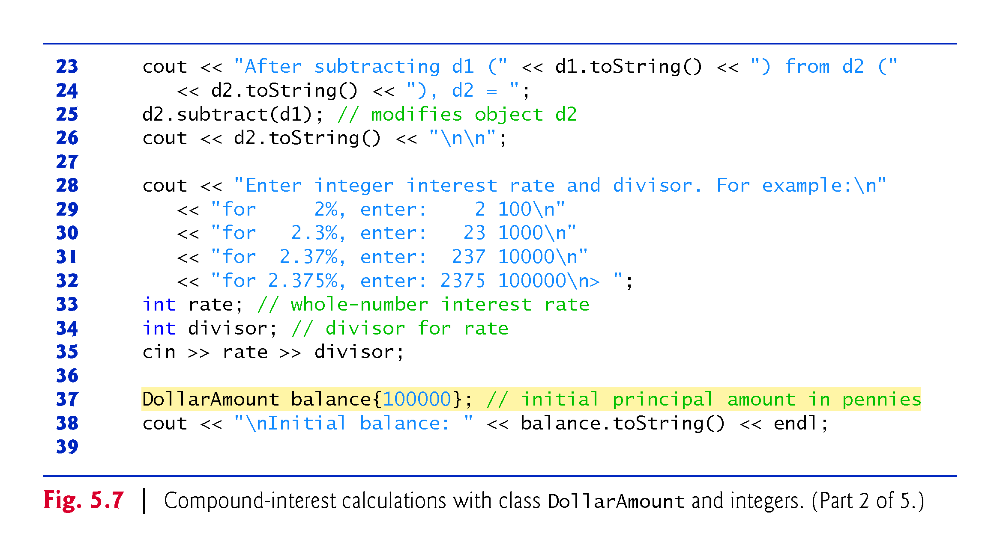 23 cout << "After subtracting d1 (" << d1.toString() << ") from d2 ("
24 << d2.toString() << "), d2 = ";
25 d2.subtract(d1); // modifies object d2
26 cout << d2.toString() << "\n\n";
27
28 cout << "Enter integer interest rate and divisor. For example:\n"
29 << "for     2%, enter:    2 100\n"
30 << "for   2.3%, enter:   23 1000\n"
31 << "for  2.37%, enter:  237 10000\n"
32 << "for 2.375%, enter: 2375 100000\n> ";
33 int rate; // whole-number interest rate
34 int divisor; // divisor for rate
35 cin >> rate >> divisor;
36
37 DollarAmount balance{100000}; // initial principal amount in pennies
38 cout << "\nInitial balance: " << balance.toString() << endl;
39
Fig. 5.7 | Compound-interest calculations with class DollarAmount and integers. (Part 2 of 5.)